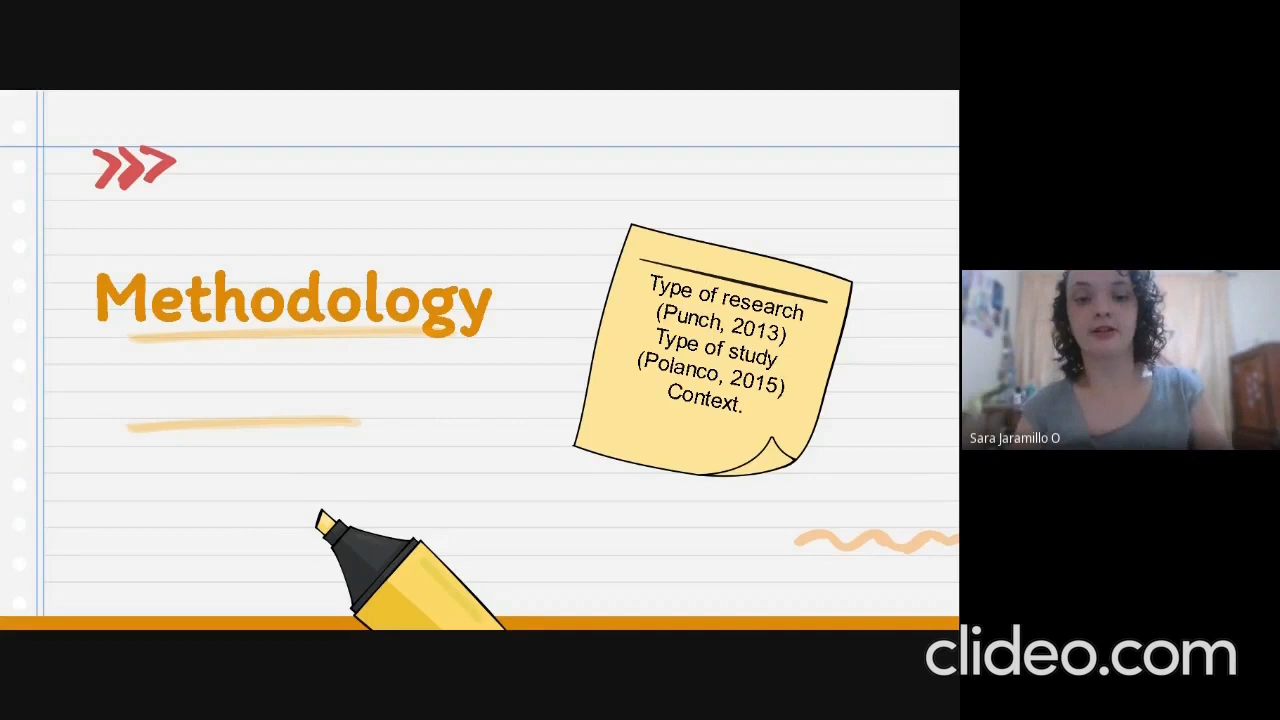 Methodology
Type of research
(Punch, 2013)
Type of study
(Polanco, 2015)
Context.
Sara Jaramillo O
clideo.com